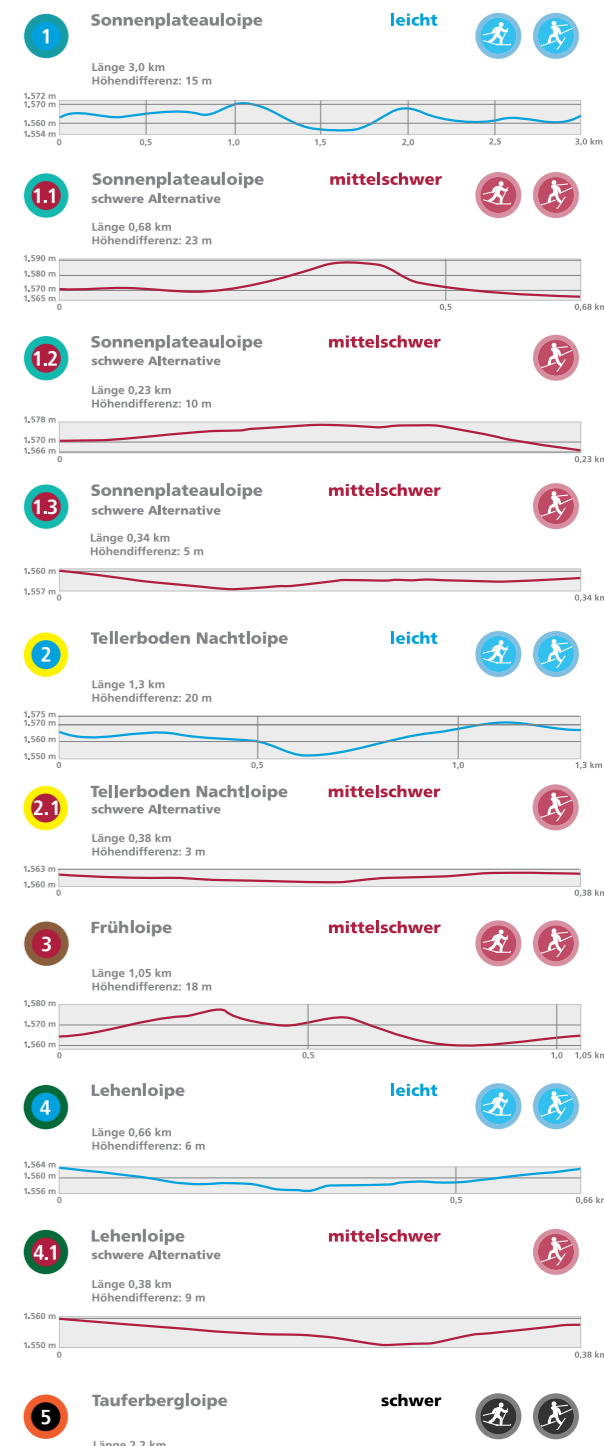 1 Sonnenplateauloipe leicht
Länge 3,0 km
Höhendifferenz: 15 m
1,572 m
1,570 m
1,560 m
1,554 m
0 0,5 1,0 1,5 2,0 2,5 3,0 km
1.1 Sonnenplateauloipe mittelschwer
schwere Alternative
Länge 0,68 km
Höhendifferenz: 23 m
1,590 m
1,580 m
1,570 m
1,565 m
0 0,5 0,68 km
1.2 Sonnenplateauloipe mittelschwer
schwere Alternative
Länge 0,23 km
Höhendifferenz: 10 m
1,578 m
1,570 m
1,566 m
0 0,23 km
1.3 Sonnenplateauloipe mittelschwer
schwere Alternative
Länge 0,34 km
Höhendifferenz: 5 m
1,560 m
1,557 m
0 0,34 km
2 Tellerboden Nachtloipe leicht
Länge 1,3 km
Höhendifferenz: 20 m
1,575 m
1,570 m
1,560 m
1,550 m
0 0,5 1,0 1,3 km
2.1 Tellerboden Nachtloipe mittelschwer
schwere Alternative
Länge 0,38 km
Höhendifferenz: 3 m
1,563 m
1,560 m
0 0,38 km
3 Frühloipe mittelschwer
Länge 1,05 km
Höhendifferenz: 18 m
1,580 m
1,570 m
1,560 m
0 0,5 1,0 1,05 km
4 Lehenloipe leicht
Länge 0,66 km
Höhendifferenz: 6 m
1,564 m
1,560 m
1,556 m
0 0,5 0,66 km
4.1 Lehenloipe mittelschwer
schwere Alternative
Länge 0,38 km
Höhendifferenz: 9 m
1,560 m
1,550 m
0 0,38 km
5 Tauferbergloipe schwer
Länge 2,2 km